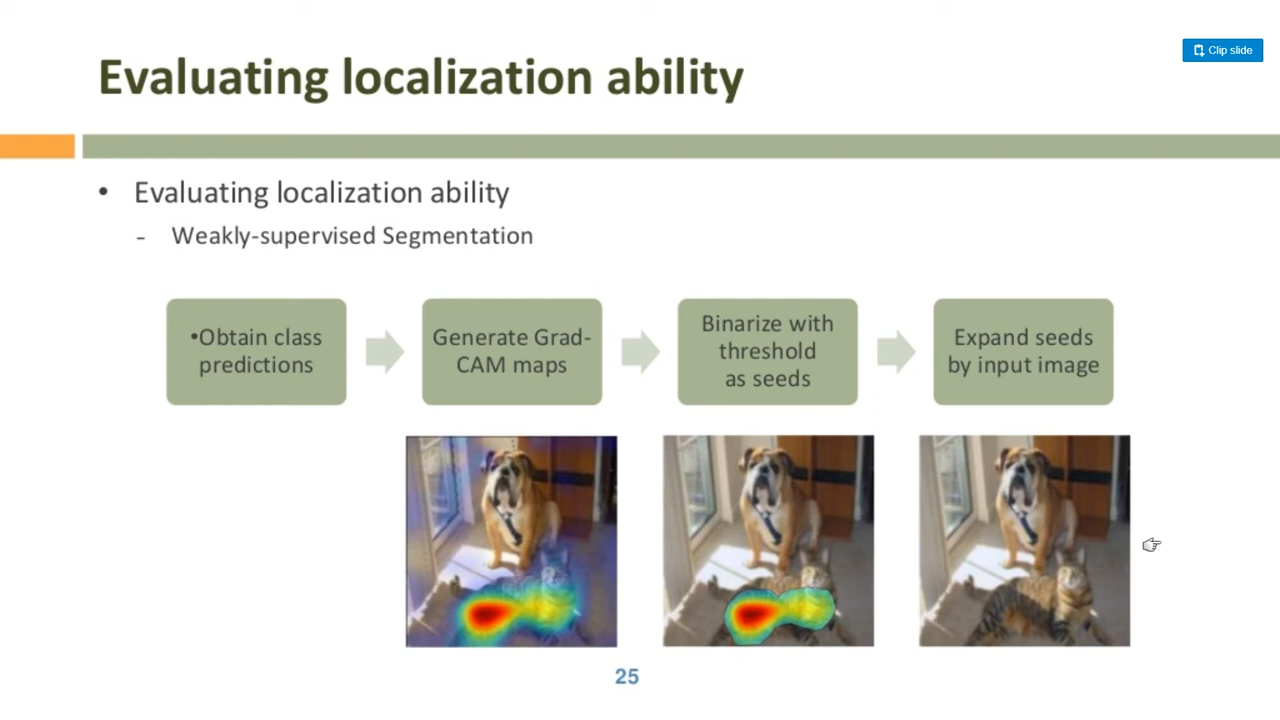 Clip slide
Evaluating localization ability
• Evaluating localization ability
- Weakly-supervised Segmentation
•Obtain class
predictions
Generate Grad-
CAM maps
Binarize with
threshold
as seeds
Expand seeds
by input image
25